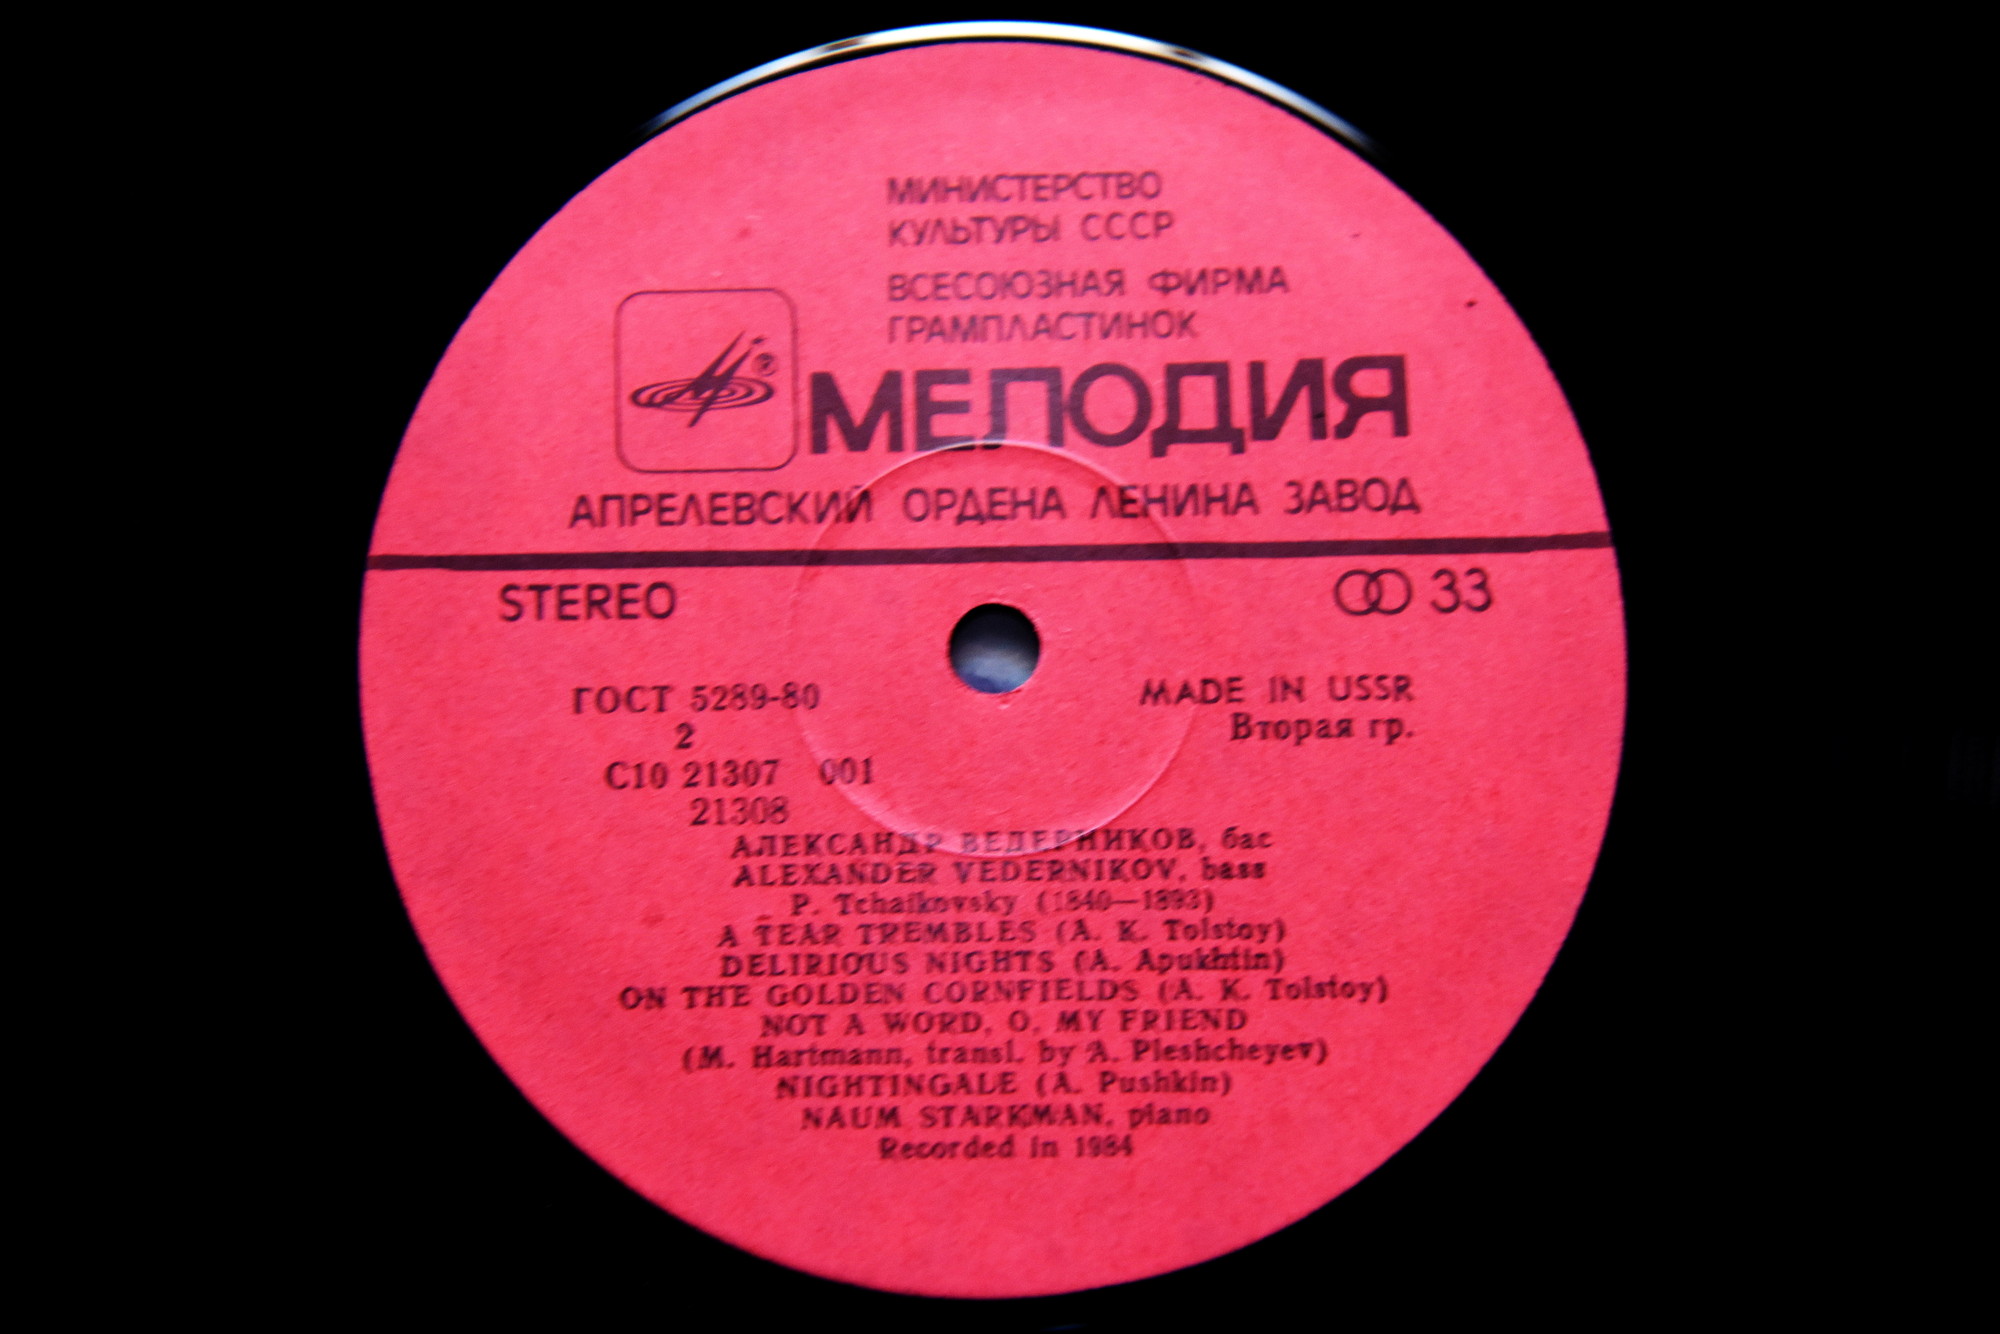 МИНИСТЕРСТВО
КУЛЬТУРЫ СССР
ВСЕСОЮЗНАЯ ФИРМА
ГРАМПЛАСТИНОК
МЕЛОДИЯ
АПРЕЛЕВСКИЙ ОРДЕНА ЛЕНИНА ЗАВОД
STEREO 33
ГОСТ 5289-80 MADE IN USSR
2 Вторая гр.
С10 21307 001
21308
АЛЕКСАНДР ВЕДЕРНИКОВ, бас
ALEXANDER VEDERNIKOV, bass
P. Tchaikovsky (1840—1893)
A TEAR TREMBLES (A. K. Tolstoy)
DELIRIOUS NIGHTS (A. Apukhtin)
ON THE GOLDEN CORNFIELDS (A. K. Tolstoy)
NOT A WORD, O, MY FRIEND
(M. Hartmann, transl. by A. Pleshcheyev)
NIGHTINGALE (A. Pushkin)
NAUM STARKMAN, piano
Recorded in 1984